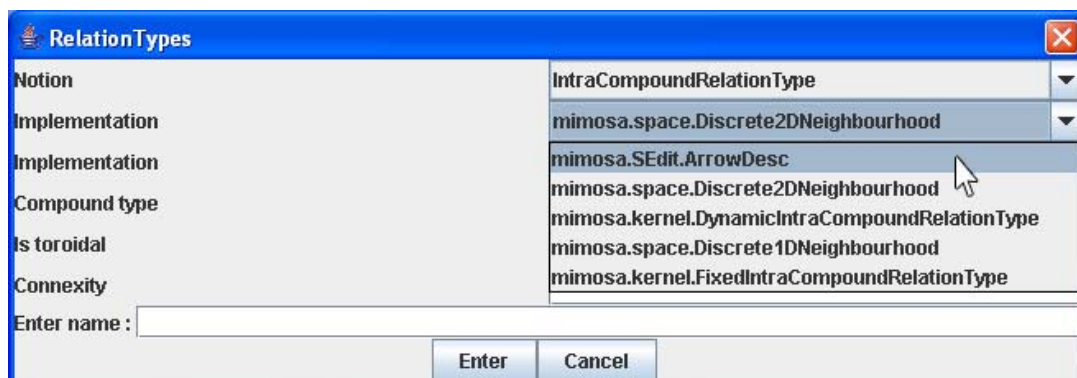 RelationTypes
Notion IntraCompoundRelationType
Implementation mimosa.space.Discrete2DNeighbourhood
Implementation mimosa.SEdit.ArrowDesc
mimosa.space.Discrete2DNeighbourhood
Compound type mimosa.kernel.DynamicIntraCompoundRelationType
Is toroidal mimosa.space.Discrete1DNeighbourhood
Connexity mimosa.kernel.FixedIntraCompoundRelationType
Enter name :
Enter Cancel